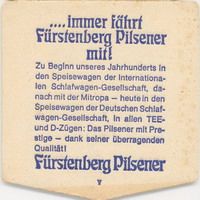 ....immer fährt
Fürstenberg Pilsener
mit!
Zu Beginn unseres Jahrhunderts in
den Speisewagen der Internationa-
len Schlafwagen-Gesellschaft, da-
nach mit der Mitropa – heute in den
Speisewagen der Deutschen Schlaf-
wagen-Gesellschaft. In allen TEE-
und D-Zügen: Das Pilsener mit Pre-
stige – dank seiner überragenden
Qualität!
Fürstenberg Pilsener